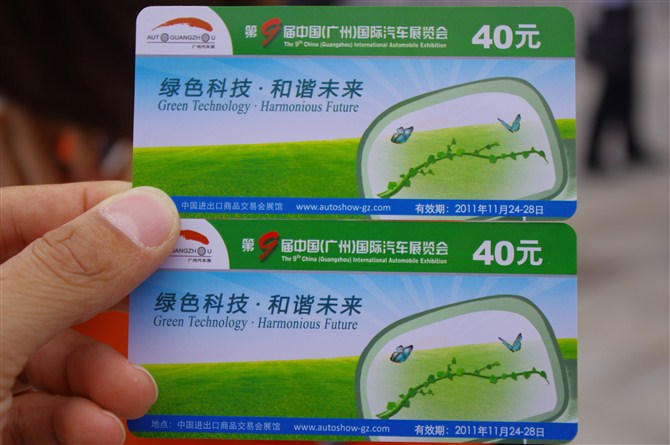 AUTOGUANGZHOU
广州汽车展
第9届中国(广州)国际汽车展览会
The 9th China (Guangzhou) International Automobile Exhibition
40元
绿色科技·和谐未来
Green Technology · Harmonious Future
中国进出口商品交易会展馆 www.autoshow-gz.com 有效期：2011年11月24-28日
GUANGZHOU
广州汽车展
第9届中国(广州)国际汽车展览会
The 9th China (Guangzhou) International Automobile Exhibition
40元
绿色科技·和谐未来
Green Technology · Harmonious Future
地点：中国进出口商品交易会展馆 www.autoshow-gz.com 有效期：2011年11月24-28日